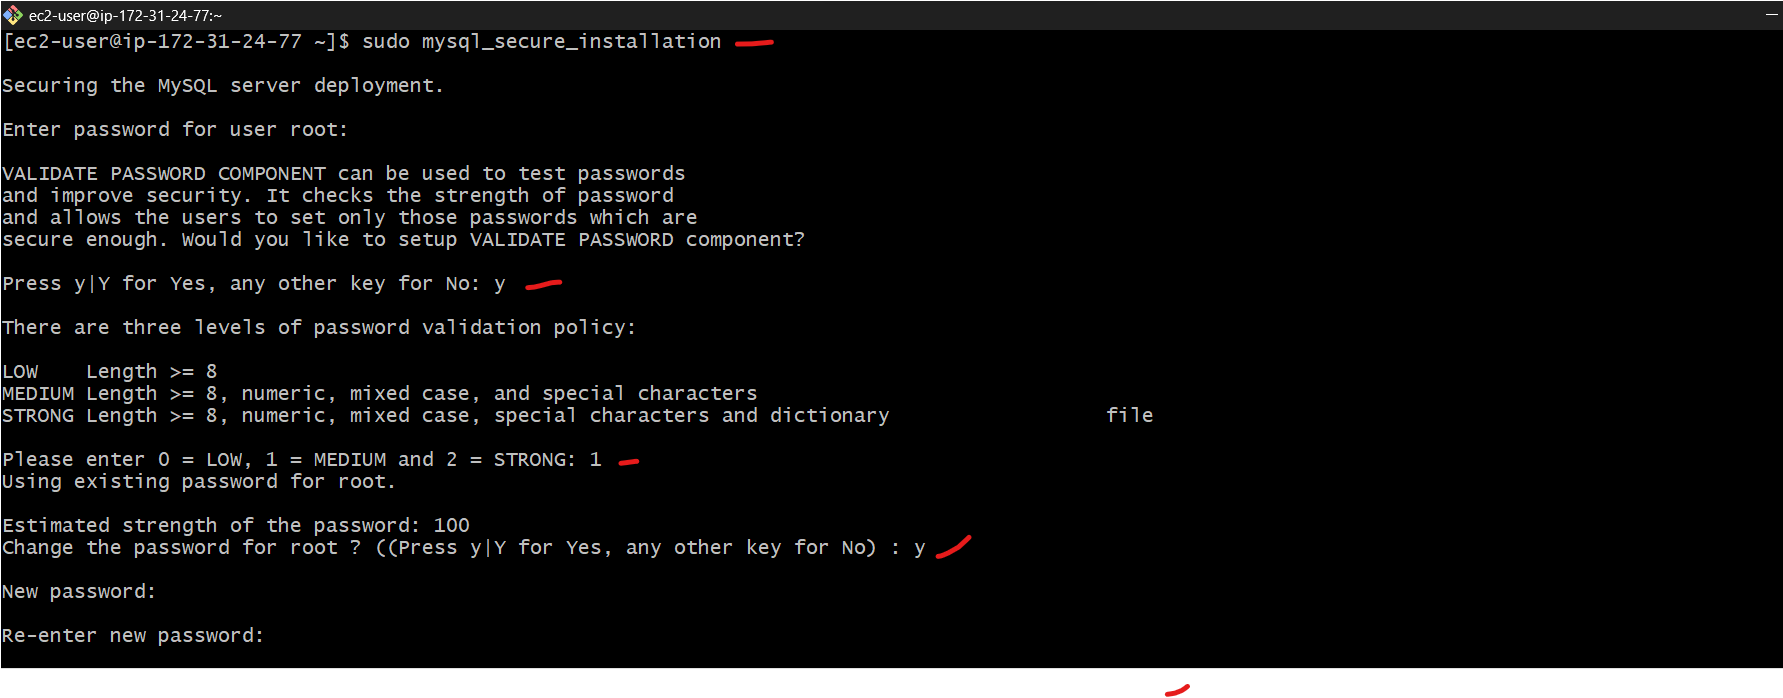 ec2-user@ip-172-31-24-77:~
[ec2-user@ip-172-31-24-77 ~]$ sudo mysql_secure_installation
Securing the MySQL server deployment.
Enter password for user root:
VALIDATE PASSWORD COMPONENT can be used to test passwords
and improve security. It checks the strength of password
and allows the users to set only those passwords which are
secure enough. Would you like to setup VALIDATE PASSWORD component?
Press y|Y for Yes, any other key for No: y
There are three levels of password validation policy:
LOW    Length >= 8
MEDIUM Length >= 8, numeric, mixed case, and special characters
STRONG Length >= 8, numeric, mixed case, special characters and dictionary                  file
Please enter 0 = LOW, 1 = MEDIUM and 2 = STRONG: 1
Using existing password for root.
Estimated strength of the password: 100
Change the password for root ? ((Press y|Y for Yes, any other key for No) : y
New password:
Re-enter new password: